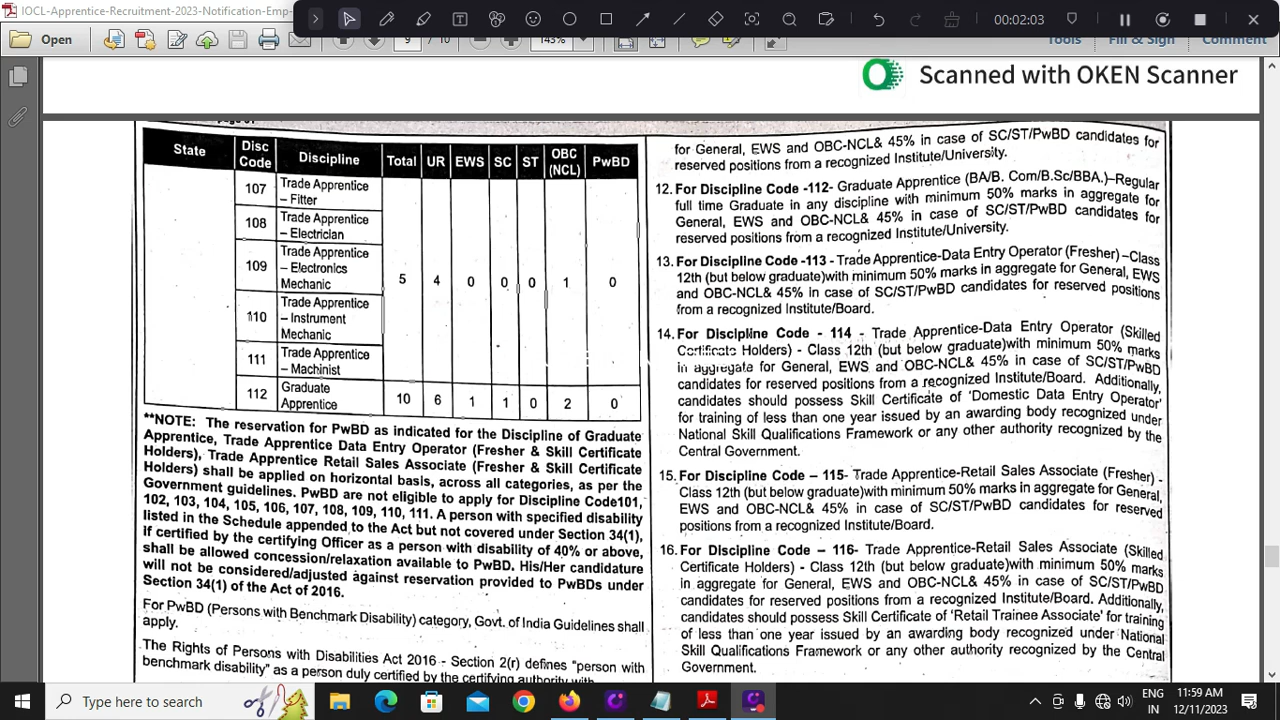 IOCL-Apprentice-Recruitment-2023-Notification-Emp-
00:02:03
Open
9 / 10
143%
Tools
Fill & Sign
Comment
Scanned with OKEN Scanner
State Disc Code Discipline Total UR EWS SC ST OBC (NCL) PwBD
107 Trade Apprentice – Fitter
108 Trade Apprentice – Electrician
109 Trade Apprentice – Electronics Mechanic 5 4 0 0 0 1 0
110 Trade Apprentice – Instrument Mechanic
111 Trade Apprentice – Machinist
112 Graduate Apprentice 10 6 1 1 0 2 0
**NOTE: The reservation for PwBD as indicated for the Discipline of Graduate
Apprentice, Trade Apprentice Data Entry Operator (Fresher & Skill Certificate
Holders), Trade Apprentice Retail Sales Associate (Fresher & Skill Certificate
Holders) shall be applied on horizontal basis, across all categories, as per the
Government guidelines. PwBD are not eligible to apply for Discipline Code101,
102, 103, 104, 105, 106, 107, 108, 109, 110, 111. A person with specified disability
listed in the Schedule appended to the Act but not covered under Section 34(1),
if certified by the certifying Officer as a person with disability of 40% or above,
shall be allowed concession/relaxation available to PwBD. His/Her candidature
will not be considered/adjusted against reservation provided to PwBDs under
Section 34(1) of the Act of 2016.
For PwBD (Persons with Benchmark Disability) category, Govt. of India Guidelines shall
apply.
The Rights of Persons with Disabilities Act 2016 - Section 2(r) defines "person with
benchmark disability" as a person duly certified by the certifying authority with
for General, EWS and OBC-NCL& 45% in case of SC/ST/PwBD candidates for
reserved positions from a recognized Institute/University.
12. For Discipline Code -112- Graduate Apprentice (BA/B. Com/B.Sc/BBA.)–Regular
full time Graduate in any discipline with minimum 50% marks in aggregate for
General, EWS and OBC-NCL& 45% in case of SC/ST/PwBD candidates for
reserved positions from a recognized Institute/University.
13. For Discipline Code -113 - Trade Apprentice-Data Entry Operator (Fresher) –Class
12th (but below graduate)with minimum 50% marks in aggregate for General, EWS
and OBC-NCL& 45% in case of SC/ST/PwBD candidates for reserved positions
from a recognized Institute/Board.
14. For Discipline Code - 114 - Trade Apprentice-Data Entry Operator (Skilled
Certificate Holders) - Class 12th (but below graduate)with minimum 50% marks
in aggregate for General, EWS and OBC-NCL& 45% in case of SC/ST/PwBD
candidates for reserved positions from a recognized Institute/Board. Additionally,
candidates should possess Skill Certificate of 'Domestic Data Entry Operator'
for training of less than one year issued by an awarding body recognized under
National Skill Qualifications Framework or any other authority recognized by the
Central Government.
15. For Discipline Code – 115- Trade Apprentice-Retail Sales Associate (Fresher) -
Class 12th (but below graduate)with minimum 50% marks in aggregate for General,
EWS and OBC-NCL& 45% in case of SC/ST/PwBD candidates for reserved
positions from a recognized Institute/Board.
16. For Discipline Code – 116- Trade Apprentice-Retail Sales Associate (Skilled
Certificate Holders) - Class 12th (but below graduate)with minimum 50% marks
in aggregate for General, EWS and OBC-NCL& 45% in case of SC/ST/PwBD
candidates for reserved positions from a recognized Institute/Board. Additionally,
candidates should possess Skill Certificate of 'Retail Trainee Associate' for training
of less than one year issued by an awarding body recognized under National
Skill Qualifications Framework or any other authority recognized by the Central
Government.
Type here to search
ENG
IN
11:59 AM
12/11/2023